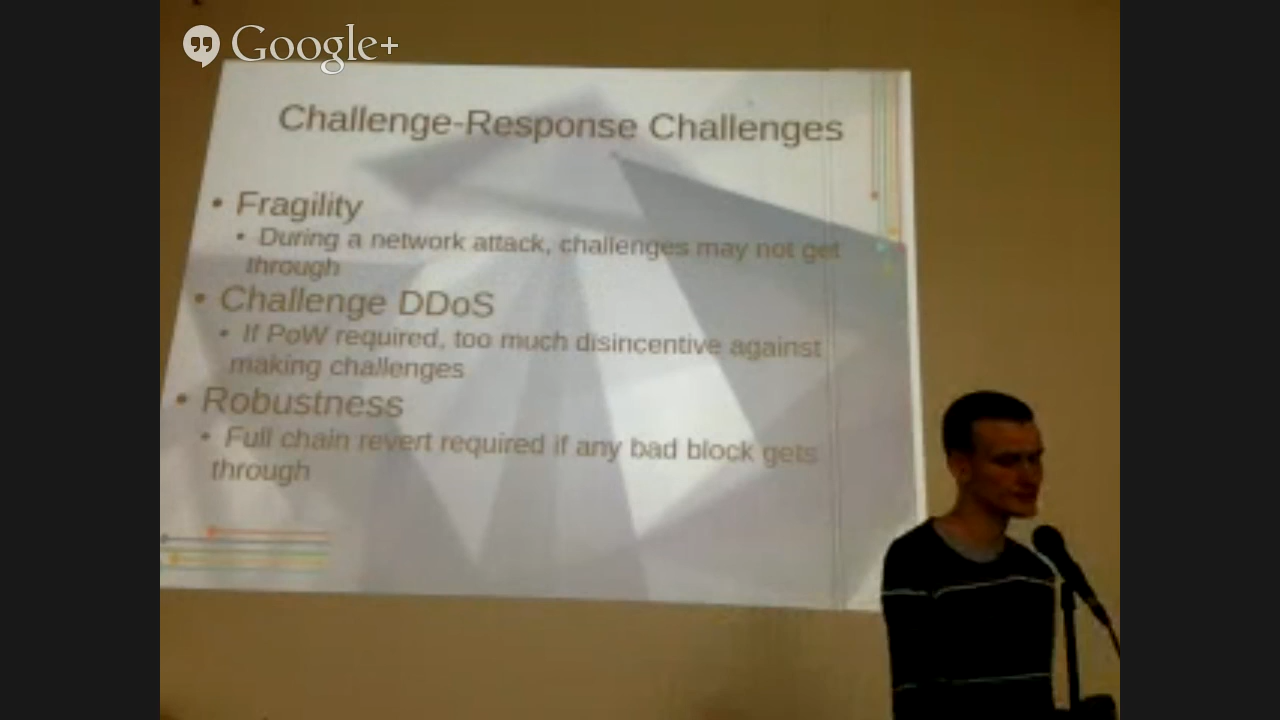 Google+
Challenge-Response Challenges
• Fragility
• During a network attack, challenges may not get
through
• Challenge DDoS
• If PoW required, too much disincentive against
making challenges
• Robustness
• Full chain revert required if any bad block gets
through